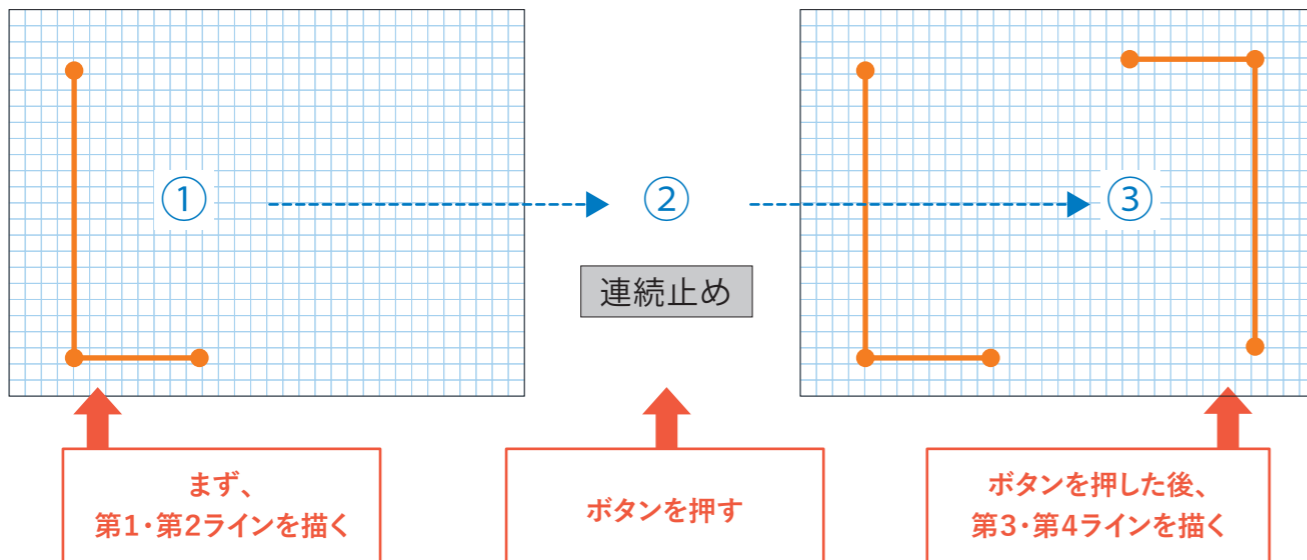 ①
②
③
連続止め
まず、
第1・第2ラインを描く
ボタンを押す
ボタンを押した後、
第3・第4ラインを描く